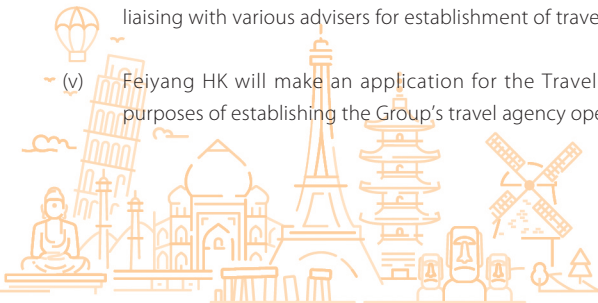 liaising with various advisers for establishment of trave
(v) Feiyang HK will make an application for the Travel
purposes of establishing the Group's travel agency ope